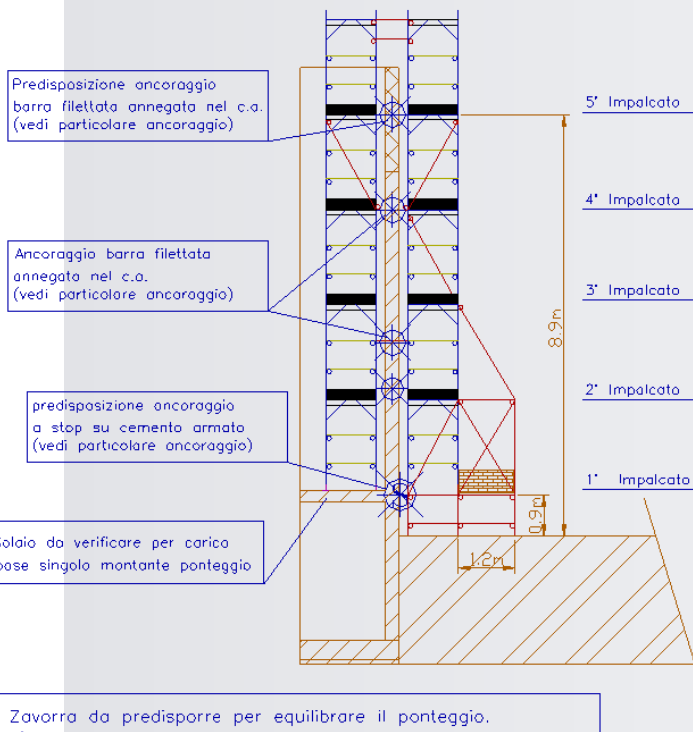 Predisposizione ancoraggio
barra filettata annegata nel c.a.
(vedi particolare ancoraggio)
5° Impalcato
4° Impalcato
Ancoraggio barra filettata
annegata nel c.a.
(vedi particolare ancoraggio)
3° Impalcato
8.9m
2° Impalcato
predisposizione ancoraggio
a stop su cemento armato
(vedi particolare ancoraggio)
1° Impalcato
0.9m
1.2m
Solaio da verificare per carico
base singolo montante ponteggio
Zavorra da predisporre per equilibrare il ponteggio.